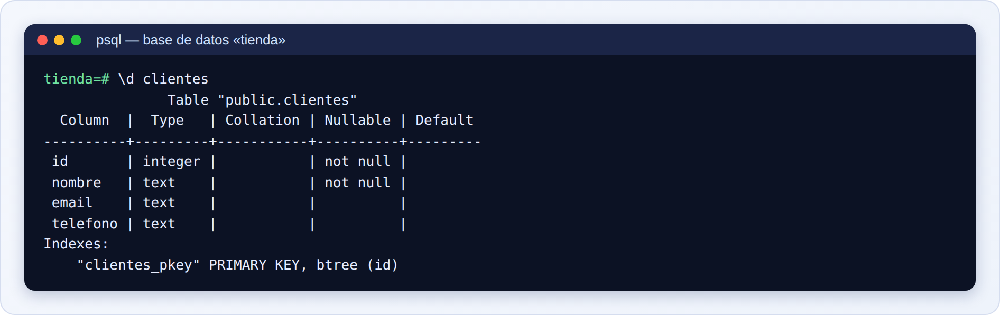 psql — base de datos «tienda»
tienda=# \d clientes
               Table "public.clientes"
  Column  |  Type   | Collation | Nullable | Default
----------+---------+-----------+----------+---------
 id       | integer |           | not null |
 nombre   | text    |           | not null |
 email    | text    |           |          |
 telefono | text    |           |          |
Indexes:
    "clientes_pkey" PRIMARY KEY, btree (id)